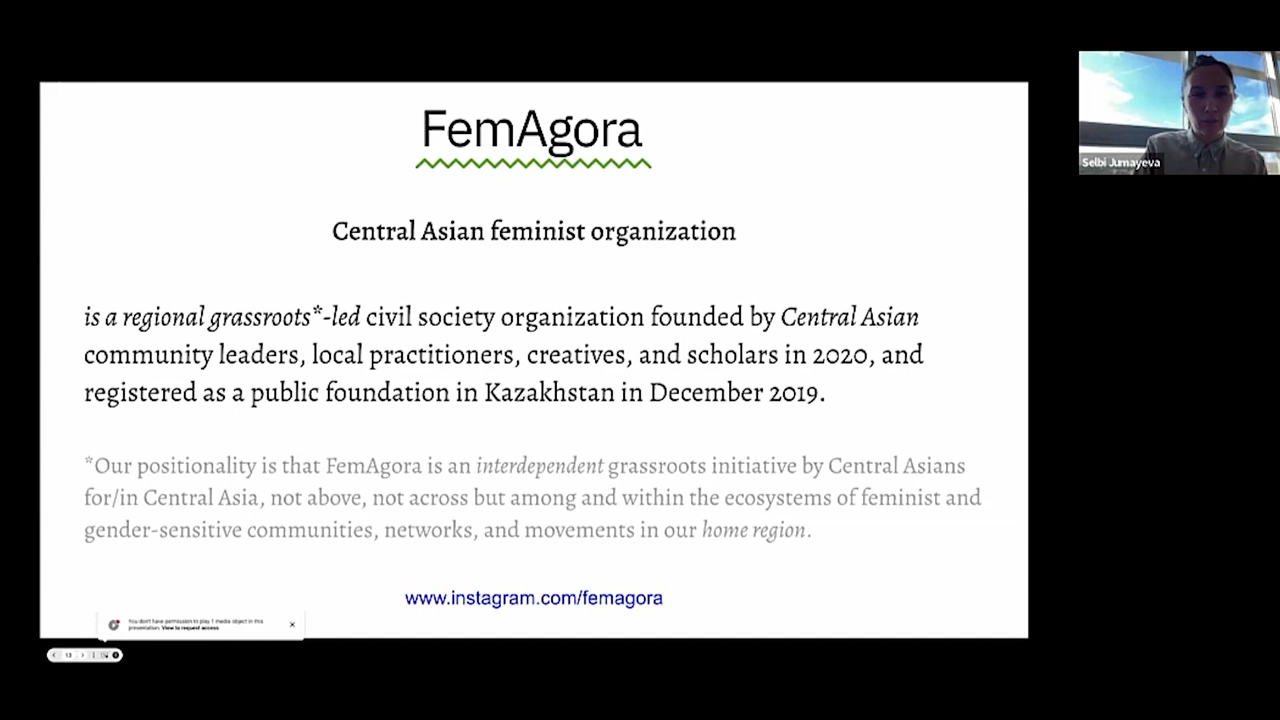 FemAgora
Central Asian feminist organization
is a regional grassroots*-led civil society organization founded by Central Asian
community leaders, local practitioners, creatives, and scholars in 2020, and
registered as a public foundation in Kazakhstan in December 2019.
*Our positionality is that FemAgora is an interdependent grassroots initiative by Central Asians
for/in Central Asia, not above, not across but among and within the ecosystems of feminist and
gender-sensitive communities, networks, and movements in our home region.
www.instagram.com/femagora
You don't have permission to play 1 media object in this
presentation. View to request access
13
Selbi Jumayeva